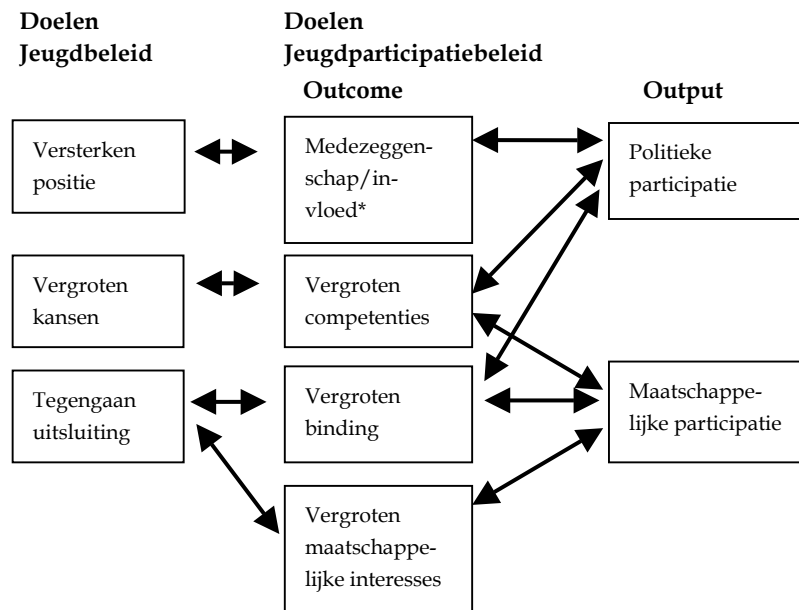 Doelen
Jeugdbeleid
Doelen
Jeugdparticipatiebeleid
Outcome
Output
Versterken
positie
Medezeggen-
schap/in-
vloed*
Politieke
participatie
Vergroten
kansen
Vergroten
competenties
Tegengaan
uitsluiting
Vergroten
binding
Maatschappe-
lijke participatie
Vergroten
maatschappe-
lijke interesses